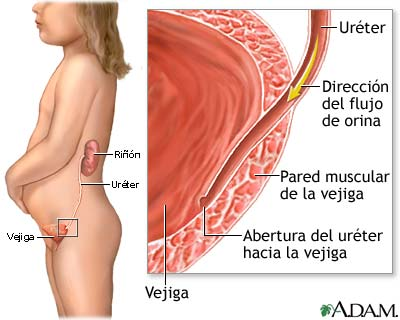 Riñón
Uréter
Vejiga
Uréter
Dirección
del flujo
de orina
Pared muscular
de la vejiga
Abertura del uréter
hacia la vejiga
Vejiga
ADAM.